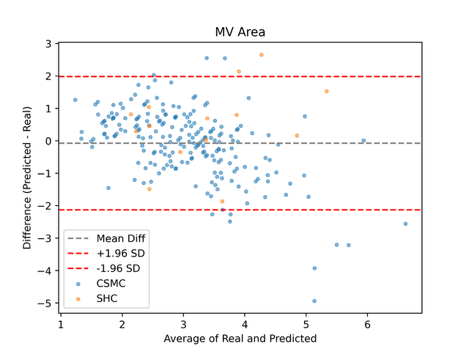 MV Area
Difference (Predicted - Real)
3
2
1
0
−1
−2
−3
−4
−5
Mean Diff
+1.96 SD
-1.96 SD
CSMC
SHC
1 2 3 4 5 6
Average of Real and Predicted